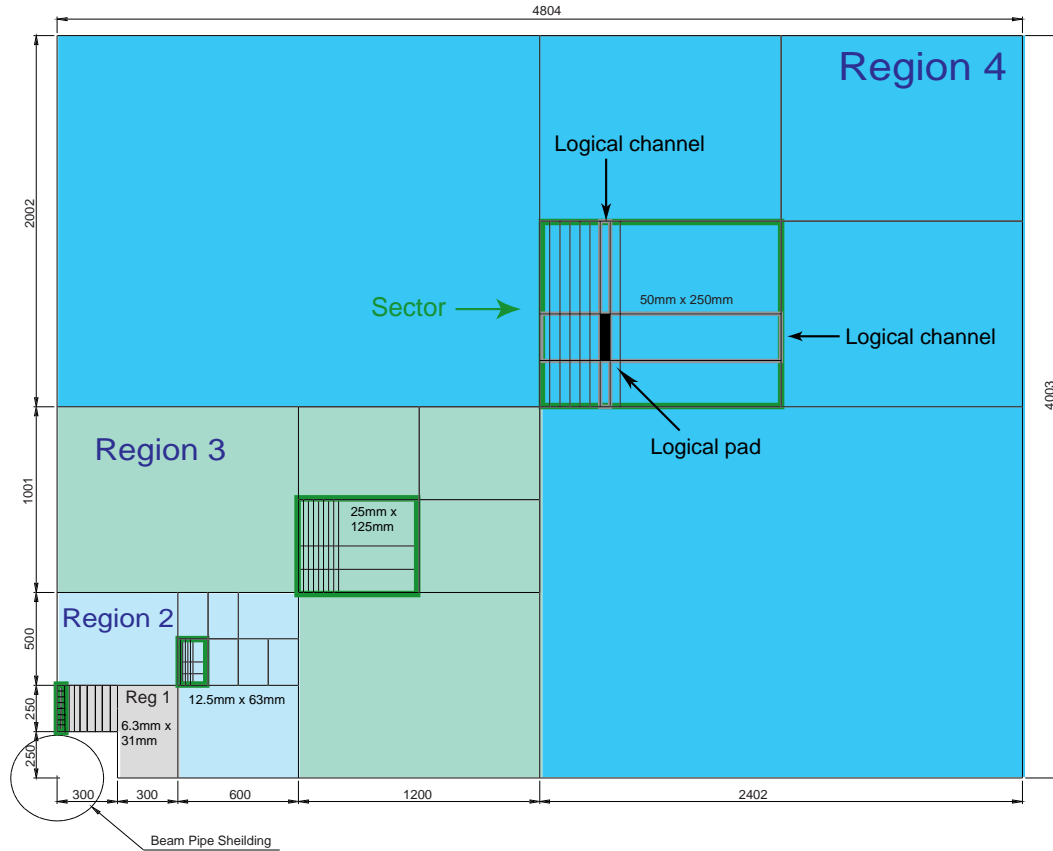 4804
Region 4
Logical channel
2002
Sector
50mm x 250mm
Logical channel
4003
Logical pad
Region 3
1001
25mm x
125mm
Region 2
500
Reg 1
12.5mm x 63mm
250
6.3mm x
31mm
250
300
300
600
1200
2402
Beam Pipe Sheilding